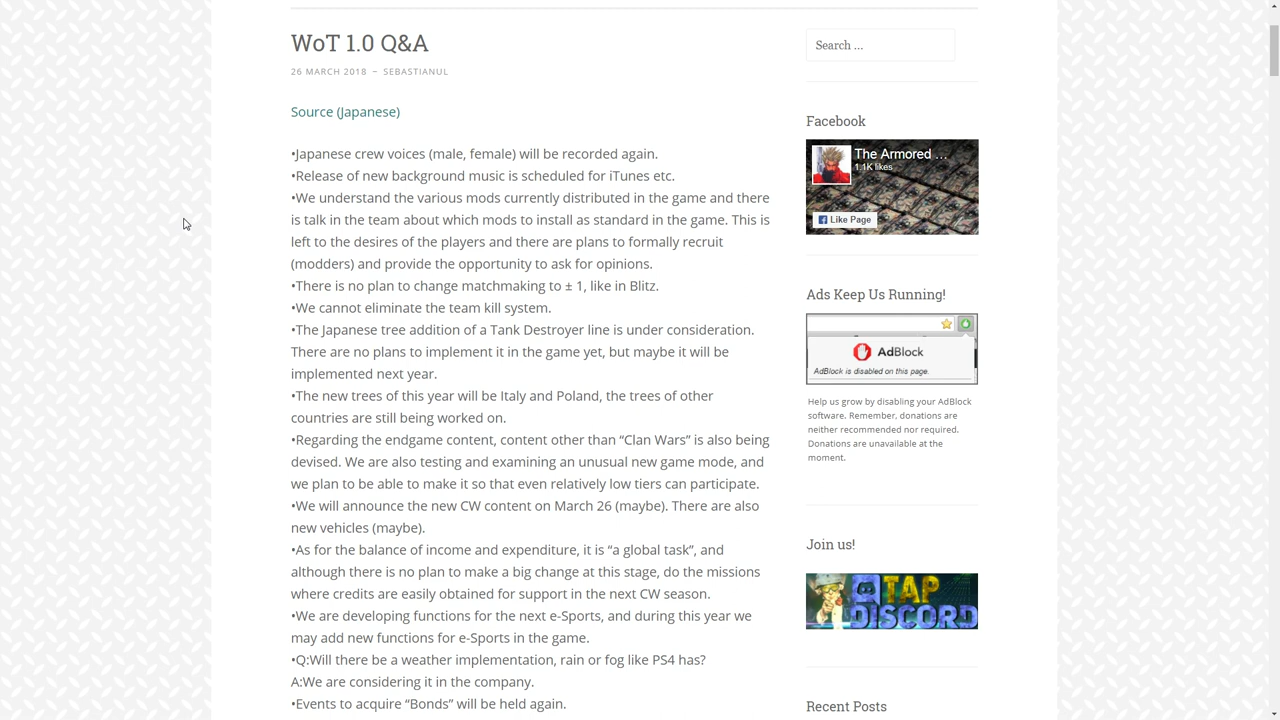 WoT 1.0 Q&A
26 MARCH 2018 – SEBASTIANUL
Source (Japanese)
•Japanese crew voices (male, female) will be recorded again.
•Release of new background music is scheduled for iTunes etc.
•We understand the various mods currently distributed in the game and there
is talk in the team about which mods to install as standard in the game. This is
left to the desires of the players and there are plans to formally recruit
(modders) and provide the opportunity to ask for opinions.
•There is no plan to change matchmaking to ± 1, like in Blitz.
•We cannot eliminate the team kill system.
•The Japanese tree addition of a Tank Destroyer line is under consideration.
There are no plans to implement it in the game yet, but maybe it will be
implemented next year.
•The new trees of this year will be Italy and Poland, the trees of other
countries are still being worked on.
•Regarding the endgame content, content other than “Clan Wars” is also being
devised. We are also testing and examining an unusual new game mode, and
we plan to be able to make it so that even relatively low tiers can participate.
•We will announce the new CW content on March 26 (maybe). There are also
new vehicles (maybe).
•As for the balance of income and expenditure, it is “a global task”, and
although there is no plan to make a big change at this stage, do the missions
where credits are easily obtained for support in the next CW season.
•We are developing functions for the next e-Sports, and during this year we
may add new functions for e-Sports in the game.
•Q:Will there be a weather implementation, rain or fog like PS4 has?
A:We are considering it in the company.
•Events to acquire “Bonds” will be held again.
Search …
Facebook
The Armored ...
1.1K likes
Like Page
Ads Keep Us Running!
AdBlock
AdBlock is disabled on this page.
Help us grow by disabling your AdBlock
software. Remember, donations are
neither recommended nor required.
Donations are unavailable at the
moment.
Join us!
TAP
DISCORD
Recent Posts